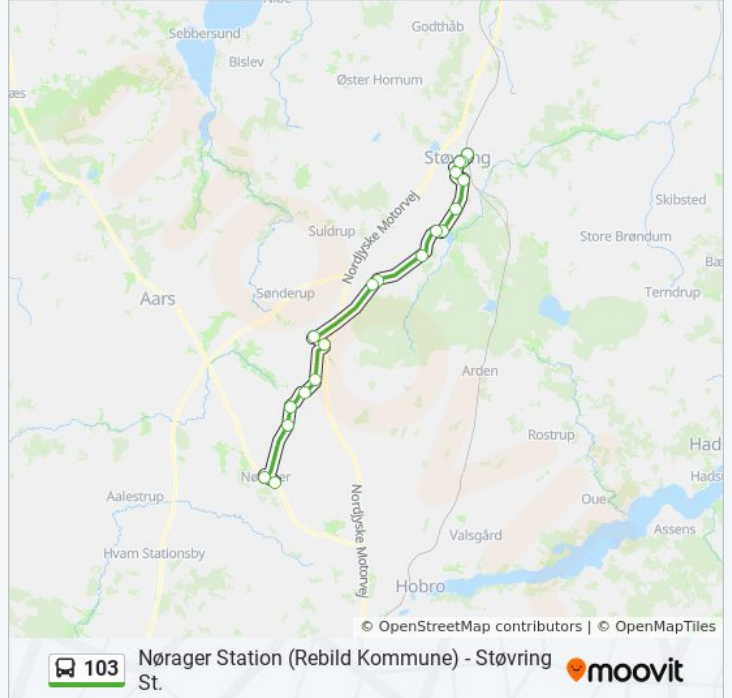 Nibe
Godthåb
Sebbersund
Bislev
Øster Hornum
Støvring
Skibsted
Nordjyske Motorvej
Suldrup
Store Brøndum
Sønderup
Terndrup
Aars
Arden
Rostrup
Aalestrup
Nordjyske Motorvej
Oue
Valsgård
Assens
Hvam Stationsby
Hobro
© OpenStreetMap contributors | © OpenMapTiles
103
Nørager Station (Rebild Kommune) - Støvring
St.
moovit